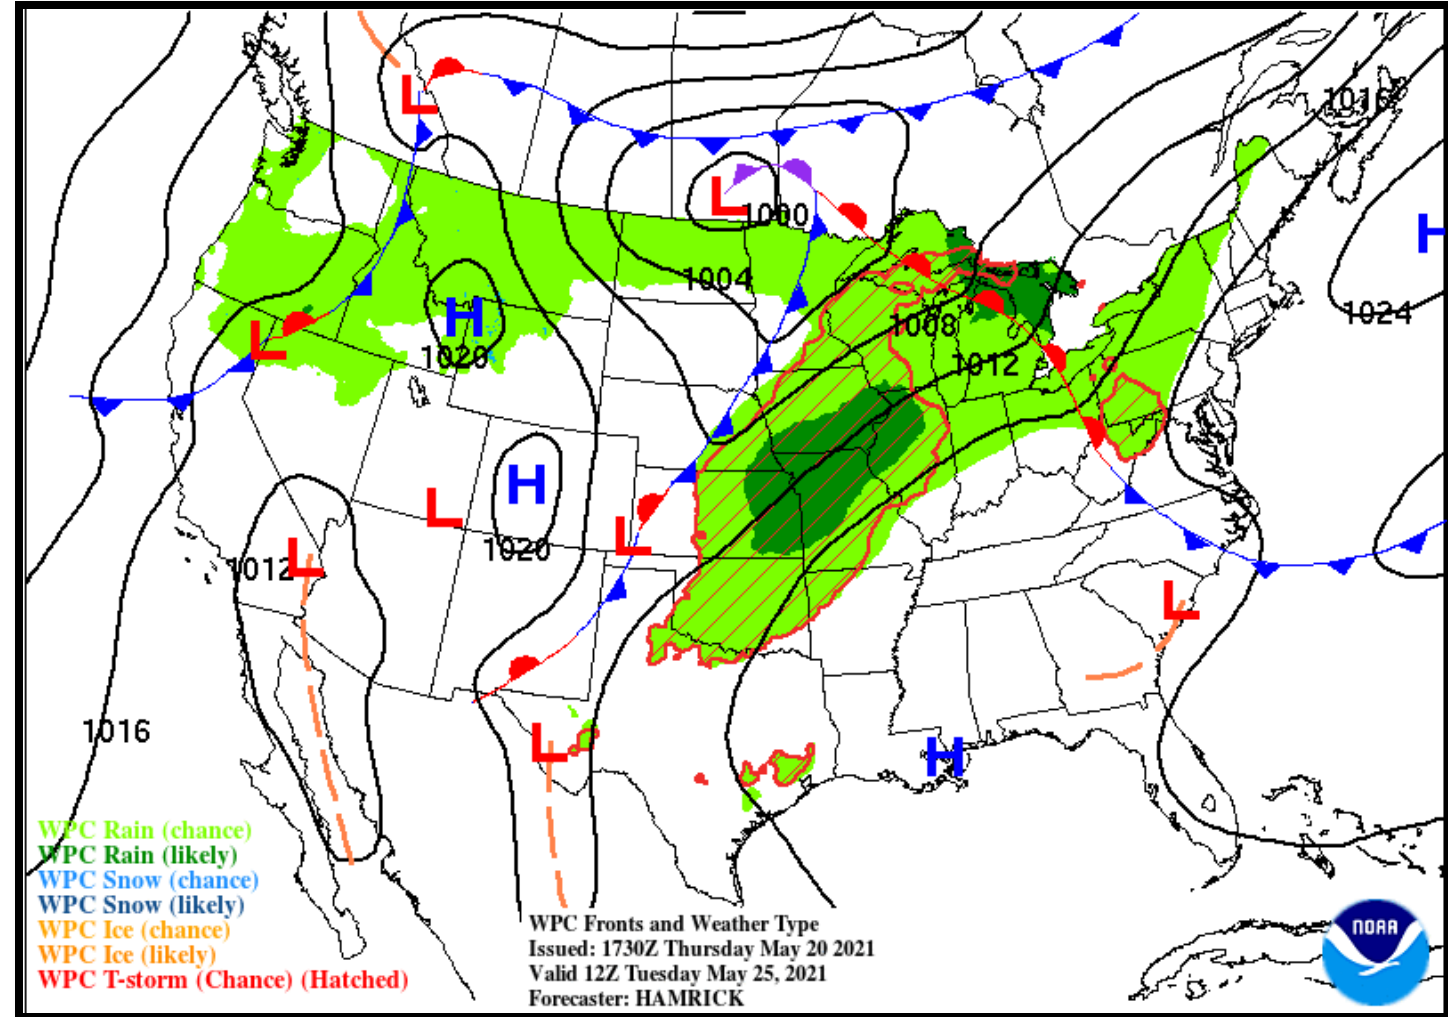 1016
L
L
1000
H
1004
1024
H
1008
L
1020
1012
H
L
L
1020
L
1012
L
1016
L
H
WPC Rain (chance)
WPC Rain (likely)
WPC Snow (chance)
WPC Snow (likely)
WPC Ice (chance)
WPC Ice (likely)
WPC T-storm (Chance) (Hatched)
WPC Fronts and Weather Type
Issued: 1730Z Thursday May 20 2021
Valid 12Z Tuesday May 25, 2021
Forecaster: HAMRICK
NOAA